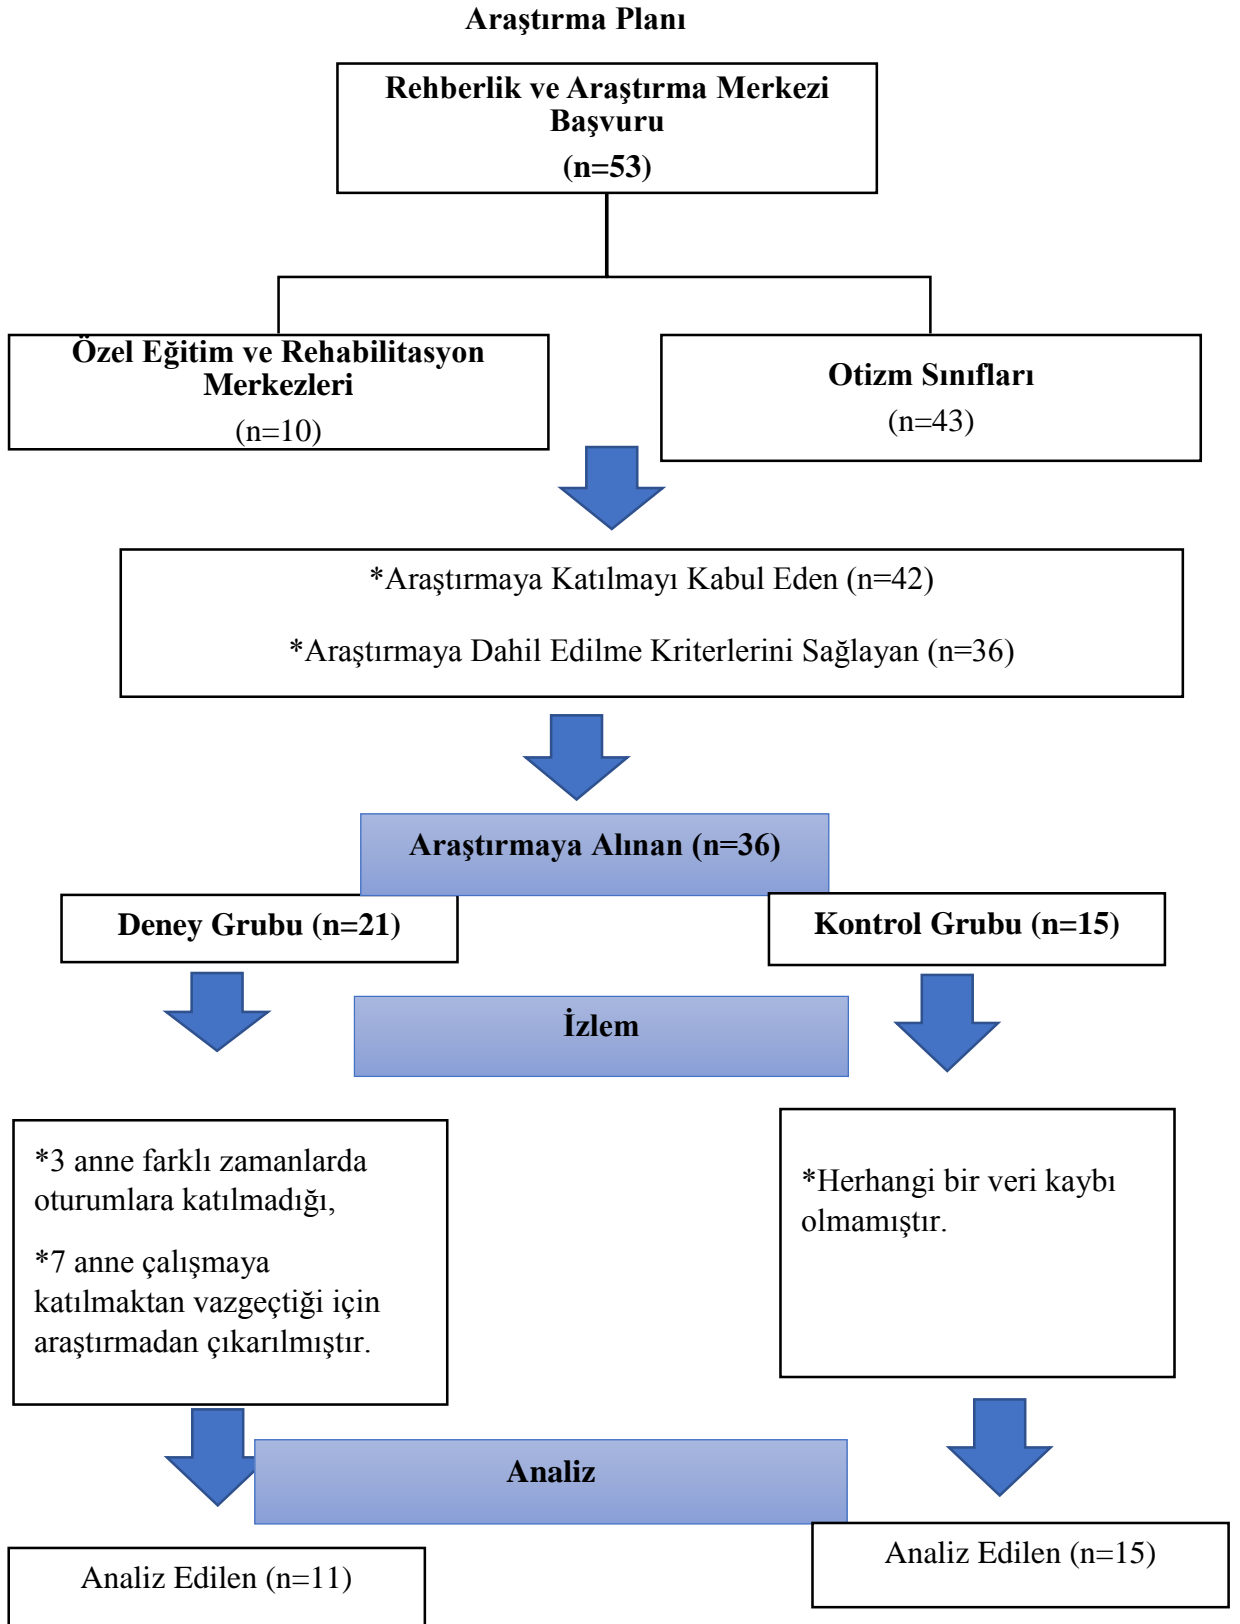 Araştırma Planı
Rehberlik ve Araştırma Merkezi
Başvuru
(n=53)
Özel Eğitim ve Rehabilitasyon
Merkezleri
(n=10)
Otizm Sınıfları
(n=43)
*Araştırmaya Katılmayı Kabul Eden (n=42)
*Araştırmaya Dahil Edilme Kriterlerini Sağlayan (n=36)
Araştırmaya Alınan (n=36)
Deney Grubu (n=21)
Kontrol Grubu (n=15)
İzlem
*3 anne farklı zamanlarda
oturumlara katılmadığı,
*7 anne çalışmaya
katılmaktan vazgeçtiği için
araştırmadan çıkarılmıştır.
*Herhangi bir veri kaybı
olmamıştır.
Analiz
Analiz Edilen (n=11)
Analiz Edilen (n=15)